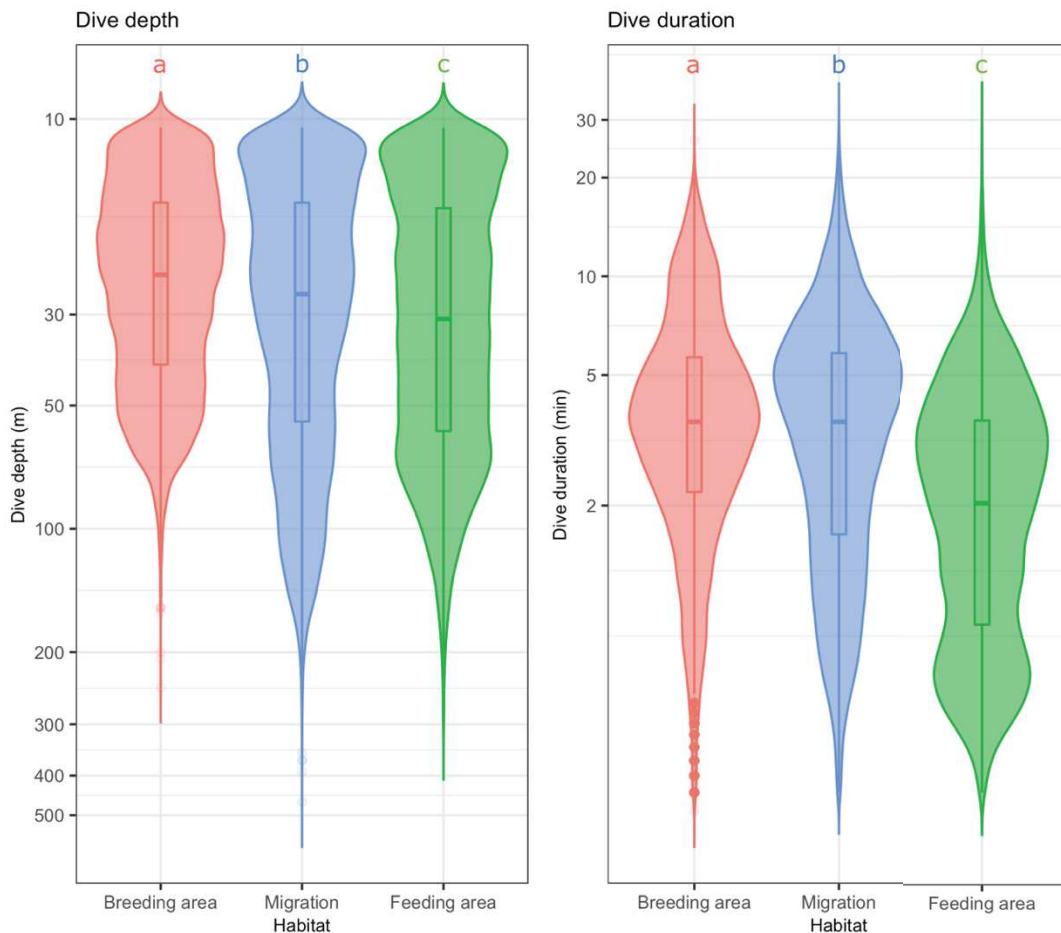 Dive depth
a b c
Dive depth (m)
10
30
50
100
200
300
400
500
Breeding area Migration Feeding area
Habitat
Dive duration
a b c
Dive duration (min)
30
20
10
5
2
Breeding area Migration Feeding area
Habitat